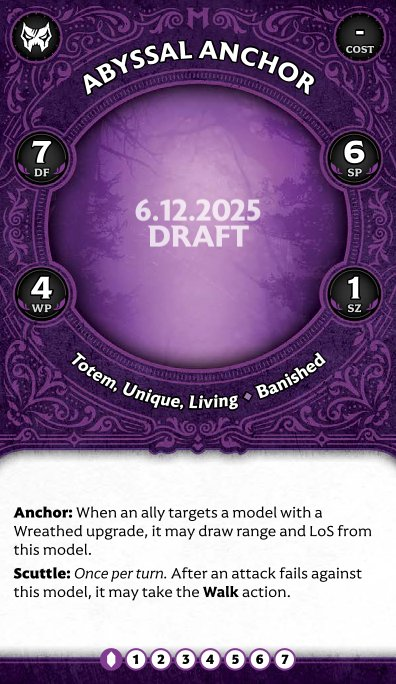 -
COST
ABYSSAL ANCHOR
7
DF
6
SP
6.12.2025
DRAFT
4
WP
1
SZ
Totem, Unique, Living ♦ Banished
Anchor: When an ally targets a model with a
Wreathed upgrade, it may draw range and LoS from
this model.
Scuttle: Once per turn. After an attack fails against
this model, it may take the Walk action.
1 2 3 4 5 6 7